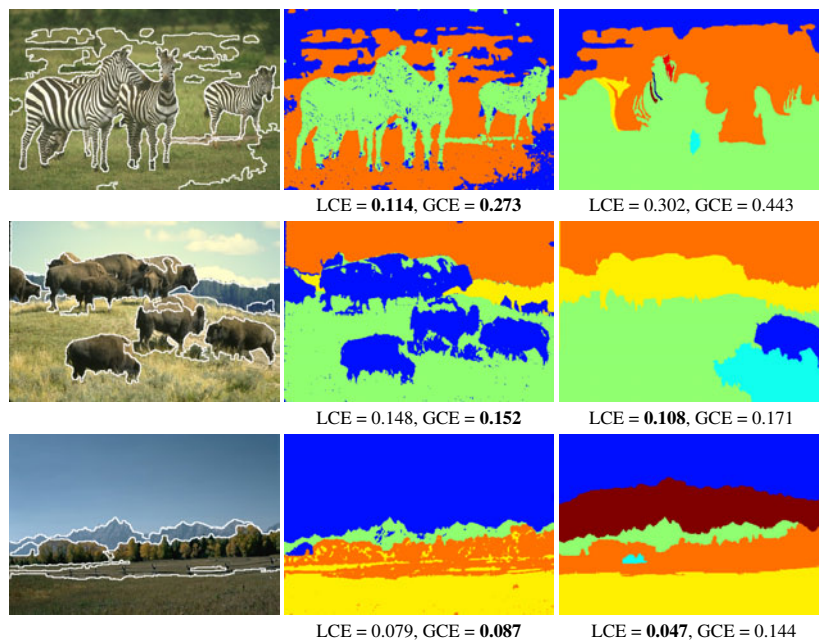 LCE = 0.114, GCE = 0.273
LCE = 0.302, GCE = 0.443
LCE = 0.148, GCE = 0.152
LCE = 0.108, GCE = 0.171
LCE = 0.079, GCE = 0.087
LCE = 0.047, GCE = 0.144